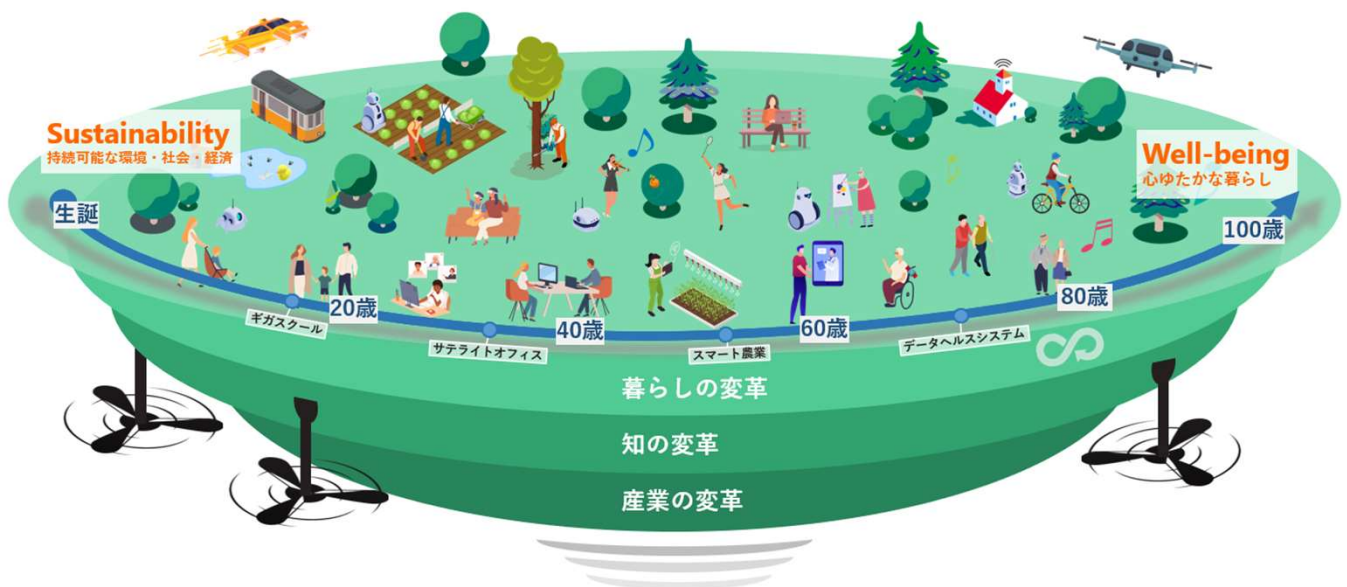 Sustainability
持続可能な環境・社会・経済
Well-being
心ゆたかな暮らし
生誕
ギガスクール
20歳
サテライトオフィス
40歳
スマート農業
60歳
データヘルスシステム
80歳
100歳
暮らしの変革
知の変革
産業の変革